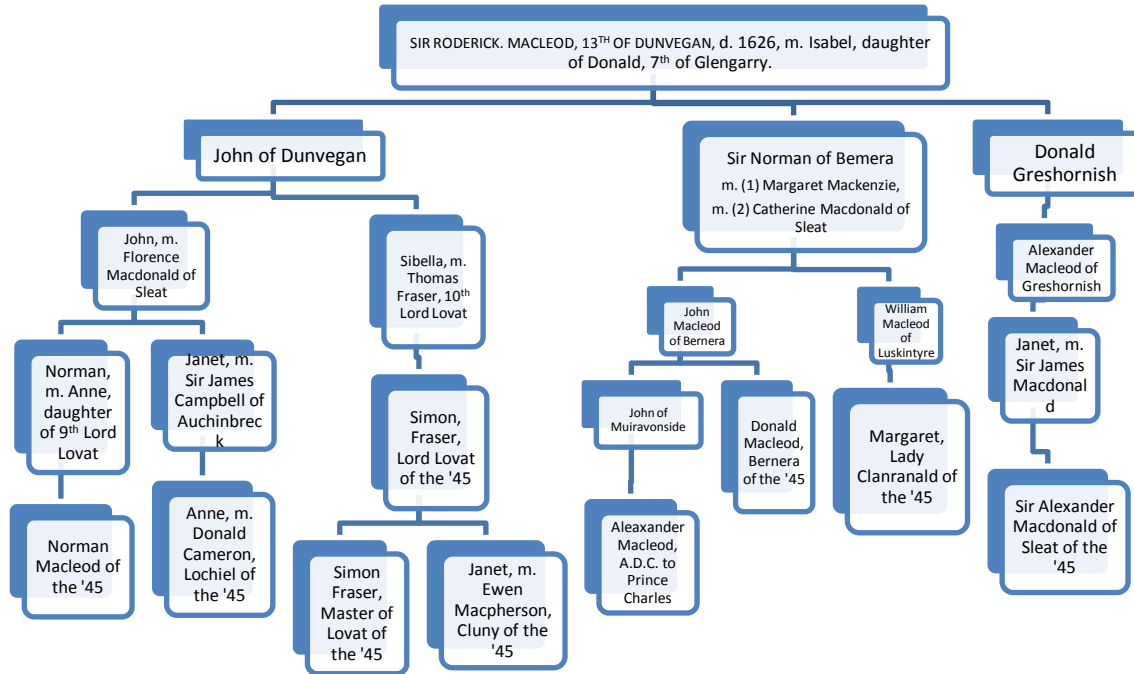 SIR RODERICK. MACLEOD, 13TH OF DUNVEGAN, d. 1626, m. Isabel, daughter
of Donald, 7th of Glengarry.
John of Dunvegan
John, m.
Florence
Macdonald of
Sleat
Norman,
m. Anne,
daughter
of 9th Lord
Lovat
Norman
Macleod of
the '45
Janet, m.
Sir James
Campbell of
Auchinbrec
k
Anne, m.
Donald
Cameron,
Lochiel of
the '45
Sibella, m.
Thomas
Fraser, 10th
Lord Lovat
Simon,
Fraser,
Lord Lovat
of the '45
Simon
Fraser,
Master of
Lovat of
the '45
Janet, m.
Ewen
Macpherson,
Cluny of the
'45
Sir Norman of Bemera
m. (1) Margaret Mackenzie,
m. (2) Catherine Macdonald of
Sleat
John
Macleod
of Bernera
John of
Muiravonside
Aleaxander
Macleod,
A.D.C. to
Prince
Charles
Donald
Macleod,
Bernera
of the '45
William
Macleod
of
Luskintyre
Margaret,
Lady
Clanranald of
the '45
Donald
Greshornish
Alexander
Macleod of
Greshornish
Janet, m.
Sir James
Macdonal
d
Sir Alexander
Macdonald of
Sleat of the
'45